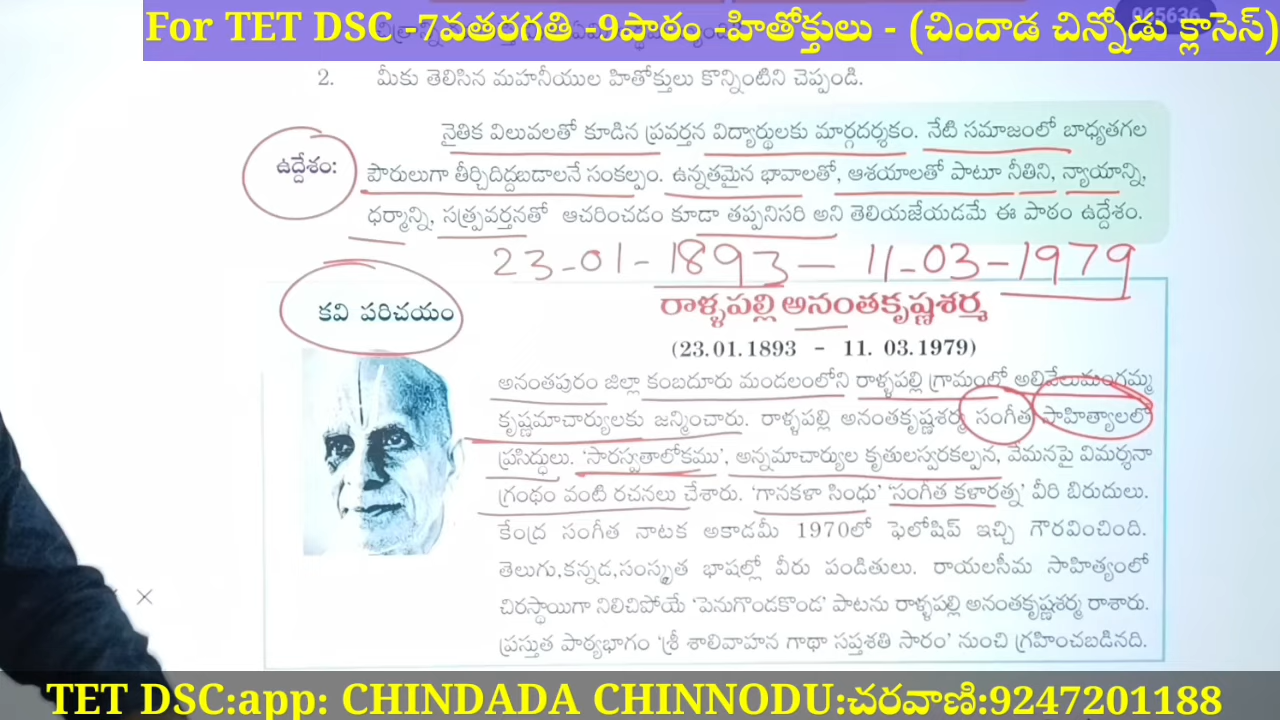 For TET DSC -7వతరగతి -9పాఠం -హితోక్తులు - (చిందాడ చిన్నోడు క్లాసెస్)
2. మీకు తెలిసిన మహనీయుల హితోక్తులు కొన్నింటిని చెప్పండి.
ఉద్దేశం:
నైతిక విలువలతో కూడిన ప్రవర్తన విద్యార్థులకు మార్గదర్శకం. నేటి సమాజంలో బాధ్యతగల
పౌరులుగా తీర్చిదిద్దబడాలనే సంకల్పం. ఉన్నతమైన భావాలతో, ఆశయాలతో పాటూ నీతిని, న్యాయాన్ని,
ధర్మాన్ని, సత్ప్రవర్తనతో ఆచరించడం కూడా తప్పనిసరి అని తెలియజేయడమే ఈ పాఠం ఉద్దేశం.
23-01-1893 - 11-03-1979
కవి పరిచయం
రాళ్ళపల్లి అనంతకృష్ణశర్మ
(23.01.1893 - 11. 03.1979)
అనంతపురం జిల్లా కంబదూరు మండలంలోని రాళ్ళపల్లి గ్రామంలో అలివేలుమంగమ్మ
కృష్ణమాచార్యులకు జన్మించారు. రాళ్ళపల్లి అనంతకృష్ణశర్మ సంగీత సాహిత్యాలలో
ప్రసిద్ధులు. 'సారస్వతాలోకము', అన్నమాచార్యుల కృతులస్వరకల్పన, వేమనపై విమర్శనా
గ్రంథం వంటి రచనలు చేశారు. 'గానకళా సింధు' 'సంగీత కళారత్న' వీరి బిరుదులు.
కేంద్ర సంగీత నాటక అకాడమీ 1970లో ఫెలోషిప్ ఇచ్చి గౌరవించింది.
తెలుగు,కన్నడ,సంస్కృత భాషల్లో వీరు పండితులు. రాయలసీమ సాహిత్యంలో
చిరస్థాయిగా నిలిచిపోయే 'పెనుగొండకొండ' పాటను రాళ్ళపల్లి అనంతకృష్ణశర్మ రాశారు.
ప్రస్తుత పాఠ్యభాగం 'శ్రీ శాలివాహన గాథా సప్తశతి సారం' నుంచి గ్రహించబడినది.
TET DSC:app: CHINDADA CHINNODU:చరవాణి:9247201188